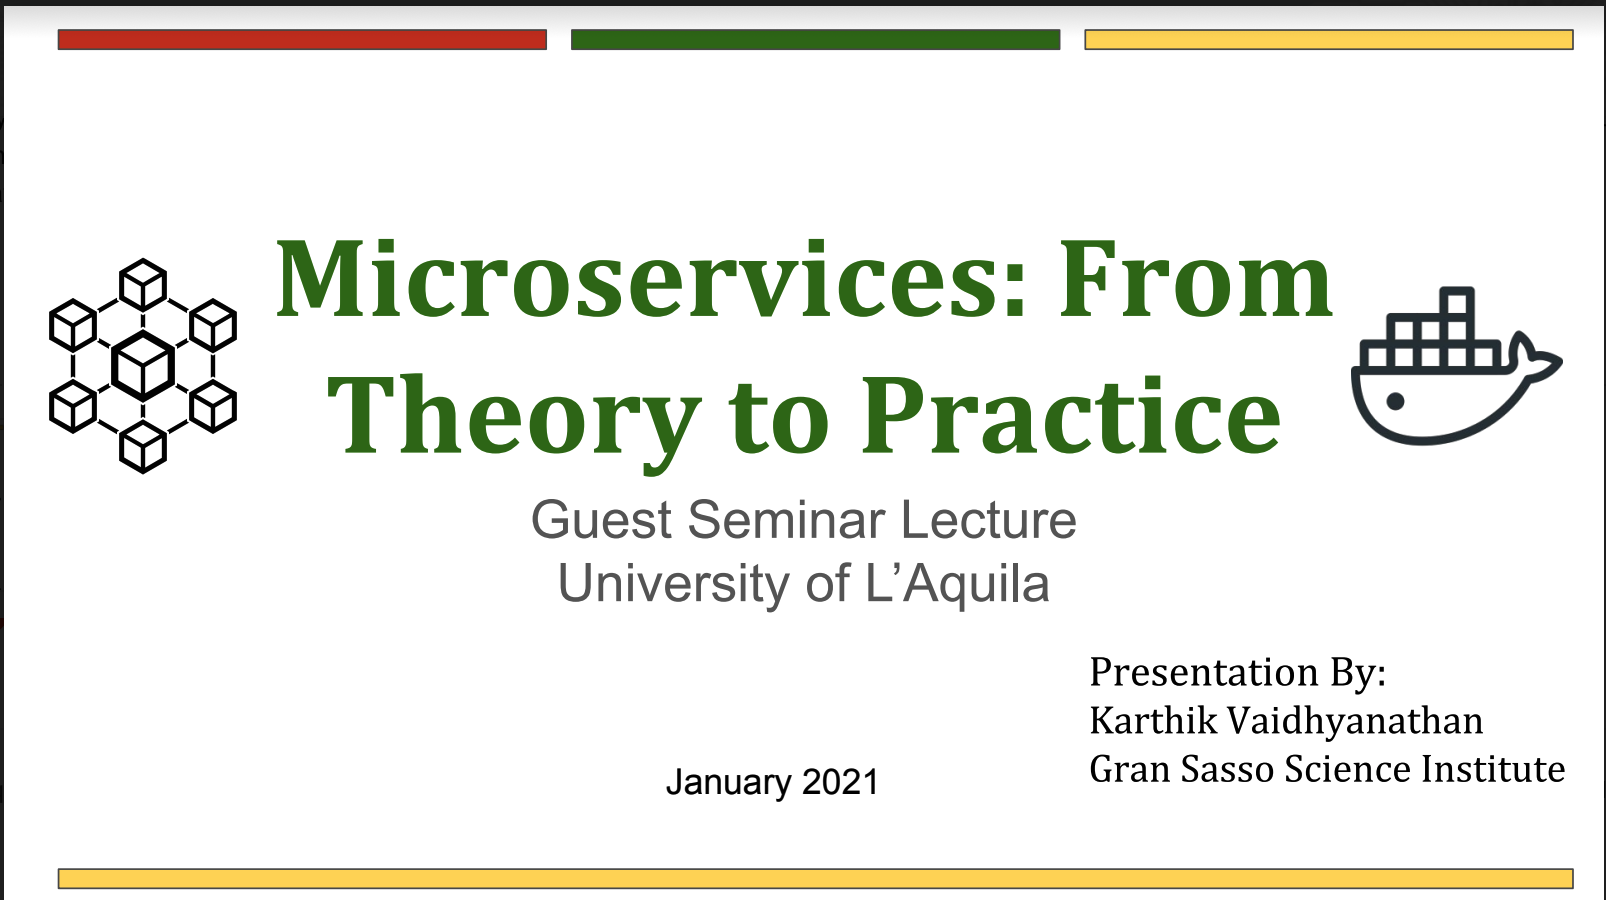 Microservices: From
Theory to Practice
Guest Seminar Lecture
University of L’Aquila
Presentation By:
Karthik Vaidhyanathan
Gran Sasso Science Institute
January 2021